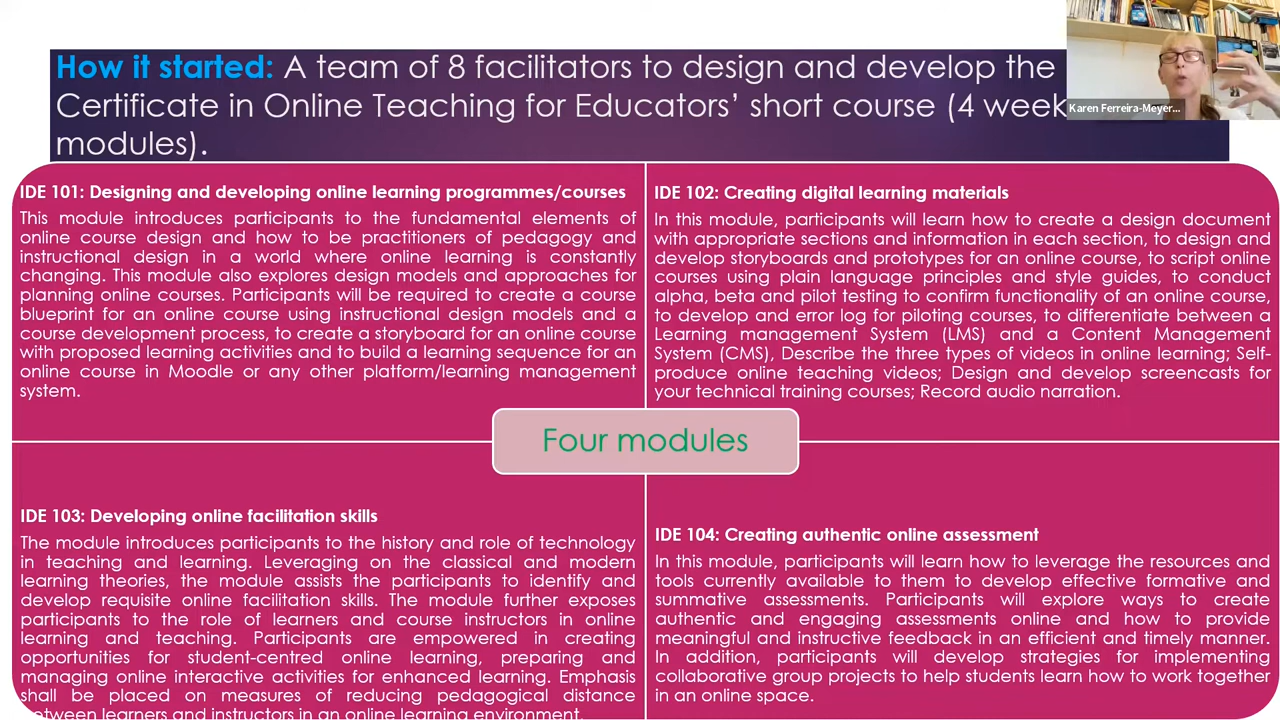 How it started: A team of 8 facilitators to design and develop the
Certificate in Online Teaching for Educators’ short course (4 week
modules).
Karen Ferreira-Meyer...
IDE 101: Designing and developing online learning programmes/courses
This module introduces participants to the fundamental elements of
online course design and how to be practitioners of pedagogy and
instructional design in a world where online learning is constantly
changing. This module also explores design models and approaches for
planning online courses. Participants will be required to create a course
blueprint for an online course using instructional design models and a
course development process, to create a storyboard for an online course
with proposed learning activities and to build a learning sequence for an
online course in Moodle or any other platform/learning management
system.
IDE 102: Creating digital learning materials
In this module, participants will learn how to create a design document
with appropriate sections and information in each section, to design and
develop storyboards and prototypes for an online course, to script online
courses using plain language principles and style guides, to conduct
alpha, beta and pilot testing to confirm functionality of an online course,
to develop and error log for piloting courses, to differentiate between a
Learning management System (LMS) and a Content Management
System (CMS), Describe the three types of videos in online learning; Self-
produce online teaching videos; Design and develop screencasts for
your technical training courses; Record audio narration.
Four modules
IDE 103: Developing online facilitation skills
The module introduces participants to the history and role of technology
in teaching and learning. Leveraging on the classical and modern
learning theories, the module assists the participants to identify and
develop requisite online facilitation skills. The module further exposes
participants to the role of learners and course instructors in online
learning and teaching. Participants are empowered in creating
opportunities for student-centred online learning, preparing and
managing online interactive activities for enhanced learning. Emphasis
shall be placed on measures of reducing pedagogical distance
between learners and instructors in an online learning environment.
IDE 104: Creating authentic online assessment
In this module, participants will learn how to leverage the resources and
tools currently available to them to develop effective formative and
summative assessments. Participants will explore ways to create
authentic and engaging assessments online and how to provide
meaningful and instructive feedback in an efficient and timely manner.
In addition, participants will develop strategies for implementing
collaborative group projects to help students learn how to work together
in an online space.